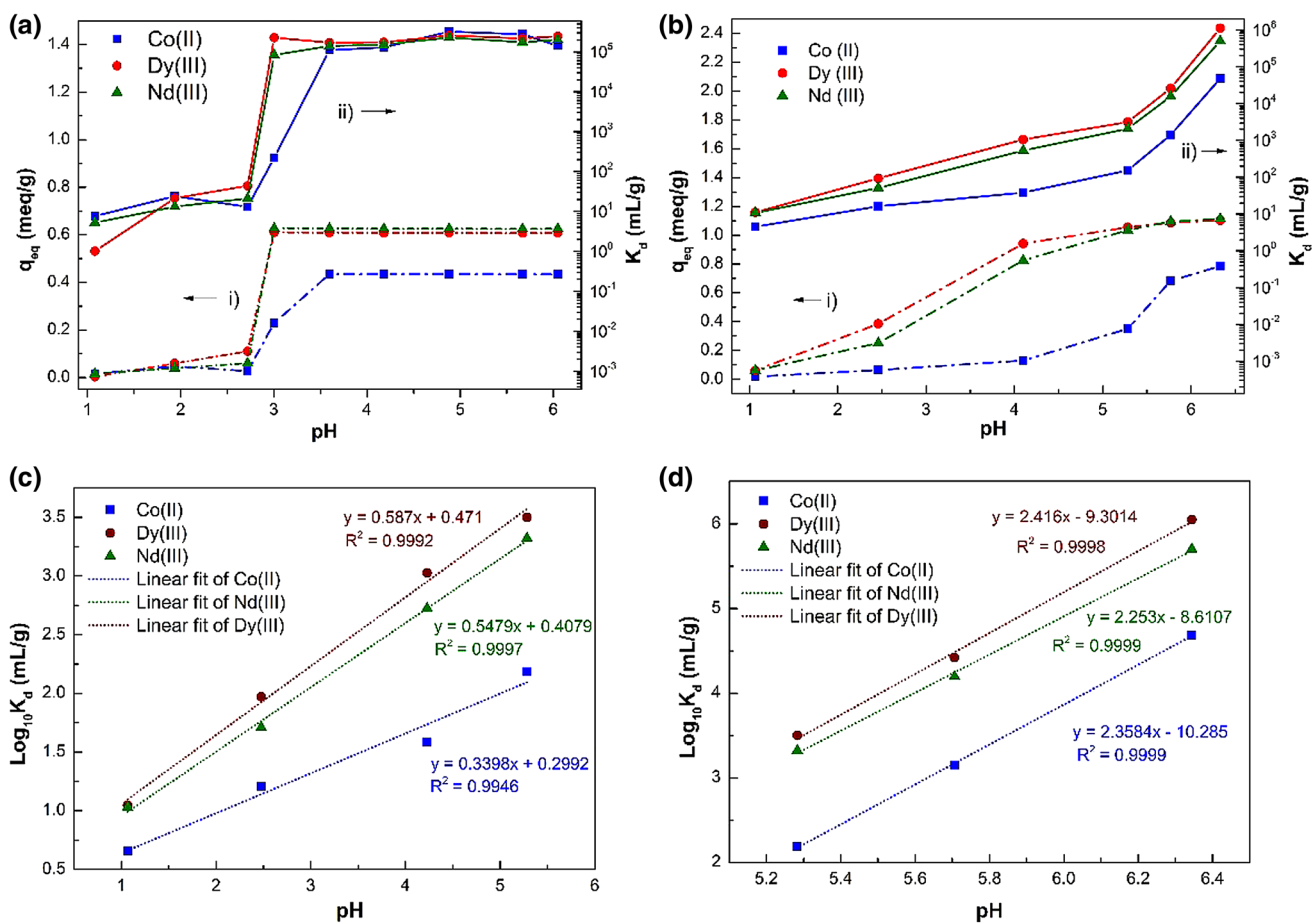 (a)
Co(II)
Dy(III)
Nd(III)
i)
ii)
q_eq (meq/g)
0.0
0.2
0.4
0.6
0.8
1.0
1.2
1.4
K_d (mL/g)
10^5
10^4
10^3
10^2
10^1
10^0
10^-1
10^-2
10^-3
1 2 3 4 5 6
pH
(b)
Co (II)
Dy (III)
Nd (III)
i)
ii)
q_eq (meq/g)
0.0
0.2
0.4
0.6
0.8
1.0
1.2
1.4
1.6
1.8
2.0
2.2
2.4
K_d (mL/g)
10^6
10^5
10^4
10^3
10^2
10^1
10^0
10^-1
10^-2
10^-3
1 2 3 4 5 6
pH
(c)
Co(II)
Dy(III)
Nd(III)
Linear fit of Co(II)
Linear fit of Nd(III)
Linear fit of Dy(III)
y = 0.587x + 0.471
R² = 0.9992
y = 0.5479x + 0.4079
R² = 0.9997
y = 0.3398x + 0.2992
R² = 0.9946
Log₁₀K_d (mL/g)
3.5
3.0
2.5
2.0
1.5
1.0
0.5
0 1 2 3 4 5 6
pH
(d)
Co(II)
Dy(III)
Nd(III)
Linear fit of Co(II)
Linear fit of Nd(III)
Linear fit of Dy(III)
y = 2.416x - 9.3014
R² = 0.9998
y = 2.253x - 8.6107
R² = 0.9999
y = 2.3584x - 10.285
R² = 0.9999
Log₁₀K_d (mL/g)
6
5
4
3
2
5.2 5.4 5.6 5.8 6.0 6.2 6.4
pH